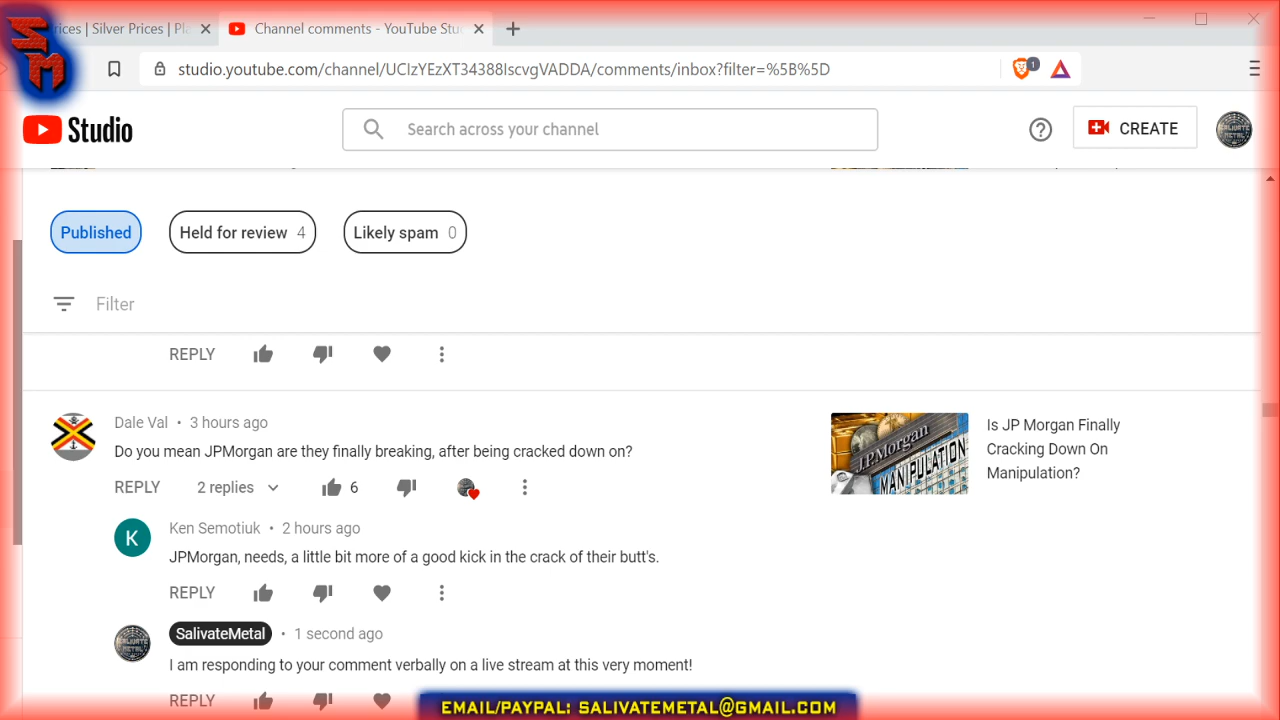 SM
rices | Silver Prices | Pla
Channel comments - YouTube Stu
studio.youtube.com/channel/UCIzYEzXT34388IscvgVADDA/comments/inbox?filter=%5B%5D
1
Studio
Search across your channel
CREATE
Published
Held for review 4
Likely spam 0
Filter
REPLY
Dale Val • 3 hours ago
Do you mean JPMorgan are they finally breaking, after being cracked down on?
REPLY 2 replies 6
J.P.Morgan
MANIPULATION
Is JP Morgan Finally
Cracking Down On
Manipulation?
K
Ken Semotiuk • 2 hours ago
JPMorgan, needs, a little bit more of a good kick in the crack of their butt's.
REPLY
SalivateMetal • 1 second ago
I am responding to your comment verbally on a live stream at this very moment!
REPLY
EMAIL/PAYPAL: SALIVATEMETAL@GMAIL.COM